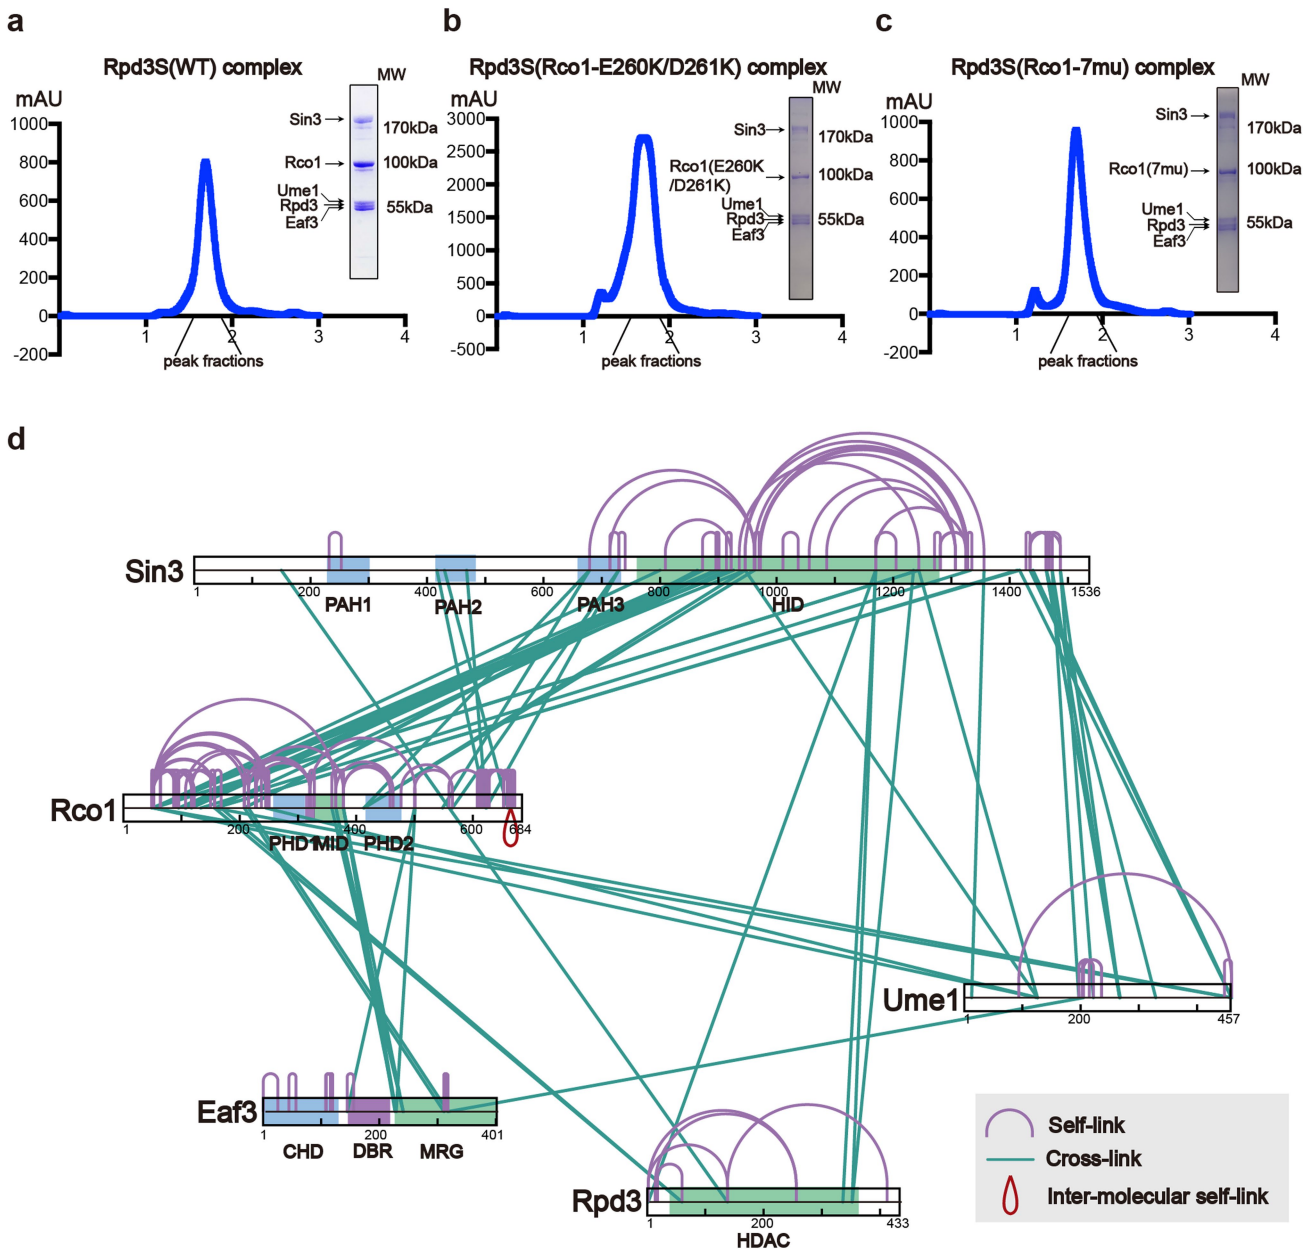 a
Rpd3S(WT) complex
mAU
1000
800
600
400
200
0
-200
1
2
3
4
peak fractions
MW
Sin3
170kDa
Rco1
100kDa
Ume1
Rpd3
Eaf3
55kDa
b
Rpd3S(Rco1-E260K/D261K) complex
mAU
3000
2500
2000
1500
1000
500
0
-500
1
2
3
4
peak fractions
MW
Sin3
170kDa
Rco1(E260K
/D261K)
100kDa
Ume1
Rpd3
Eaf3
55kDa
c
Rpd3S(Rco1-7mu) complex
mAU
1000
800
600
400
200
0
-200
1
2
3
4
peak fractions
MW
Sin3
170kDa
Rco1(7mu)
100kDa
Ume1
Rpd3
Eaf3
55kDa
d
Sin3
1 200 400 600 800 1000 1200 1400 1536
PAH1 PAH2 PAH3 HID
Rco1
1 200 400 600 684
PHD1 MID PHD2
Ume1
1 200 457
Eaf3
1 200 401
CHD DBR MRG
Rpd3
1 200 433
HDAC
Self-link
Cross-link
Inter-molecular self-link